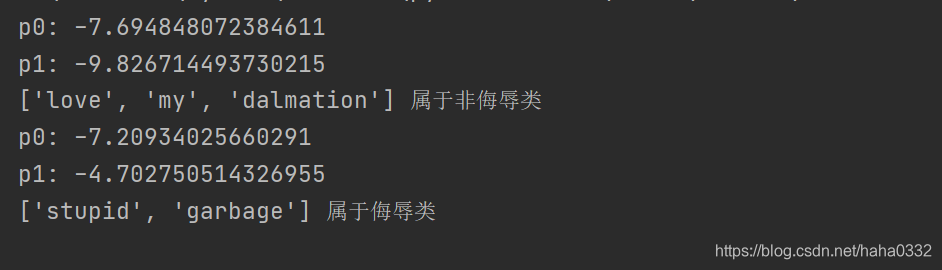 p0: -7.694848072384611
p1: -9.826714493730215
['love', 'my', 'dalmation'] 属于非侮辱类
p0: -7.20934025660291
p1: -4.702750514326955
['stupid', 'garbage'] 属于侮辱类
https://blog.csdn.net/haha0332